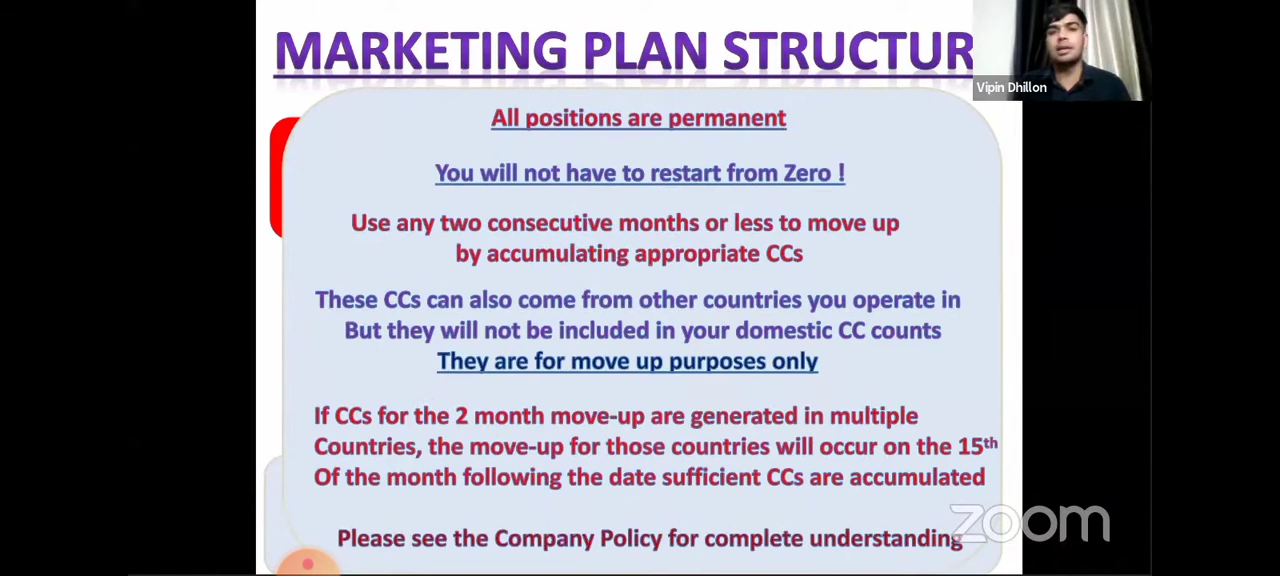 MARKETING PLAN STRUCTUR
Vipin Dhillon
All positions are permanent
You will not have to restart from Zero !
Use any two consecutive months or less to move up
by accumulating appropriate CCs
These CCs can also come from other countries you operate in
But they will not be included in your domestic CC counts
They are for move up purposes only
If CCs for the 2 month move-up are generated in multiple
Countries, the move-up for those countries will occur on the 15th
Of the month following the date sufficient CCs are accumulated
Please see the Company Policy for complete understanding
zoom